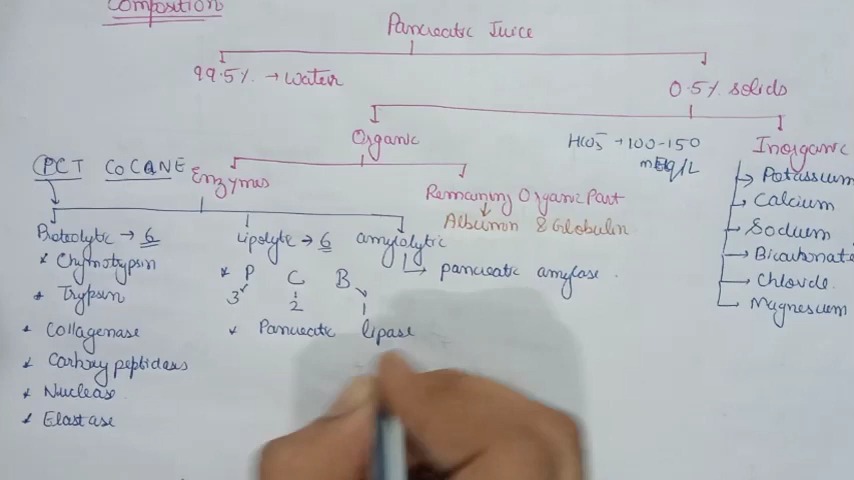 Composition
Pancreatic Juice
99.5% → water
0.5% solids
Organic
HCO3- → 100-150
mEq/L
Inorganic
PCT CoCANE
Enzymes
Remaining Organic Part
Albumin & Globulin
Potassium
Calcium
Sodium
Bicarbonate
Chloride
Magnesium
Proteolytic → 6
* Chymotrypsin
* Trypsin
* Collagenase
* Carboxypeptidases
* Nuclease
* Elastase
Lipolytic → 6
* P C B
3 2 1
* Pancreatic lipase
amylolytic
pancreatic amylase.